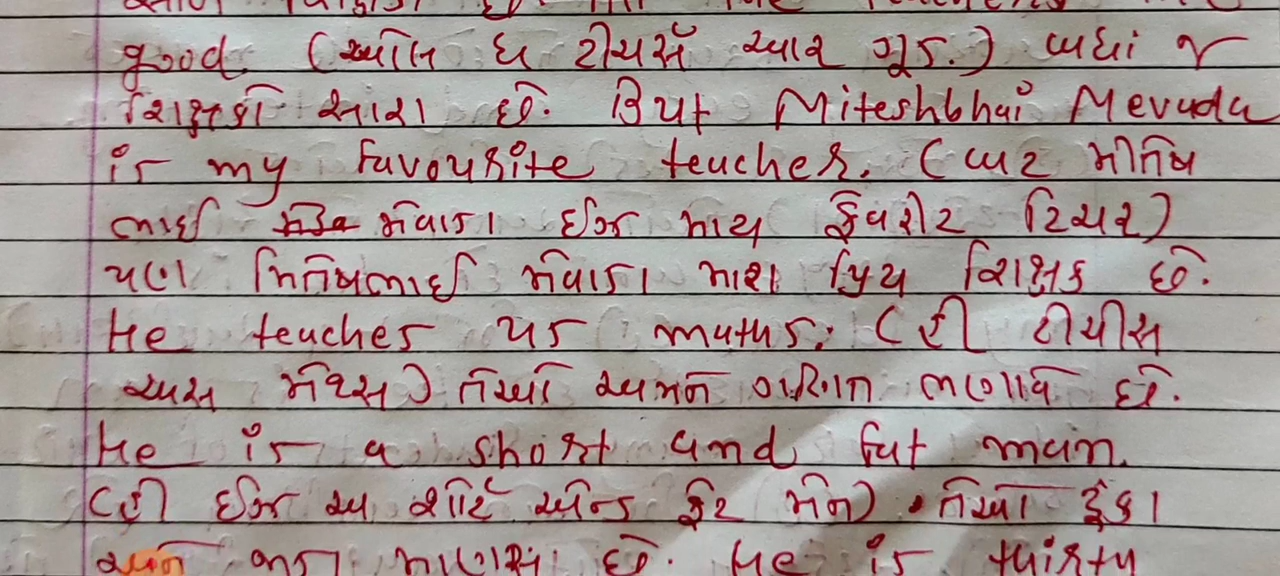 good. (ઓલ ધ ટીચર્સ આર ગુડ.) બધાં જ
શિક્ષકો સારા છે. But Miteshbhai Mevada
is my favourite teacher. (બટ મીતેષ
ભાઈ મેવાડા ઈઝ માય ફેવરીટ ટિચર)
પણ મિતેષભાઈ મેવાડા મારા પ્રિય શિક્ષક છે.
He teaches us maths. (હી ટીચીસ
અસ મેથ્સ) તેઓ અમને ગણિત ભણાવે છે.
He is a short and fat man.
(હી ઈઝ અ શોર્ટ એન્ડ ફેટ મેન) તેઓ ઠુંકા
અને જાડા માણસ છે. He is thirty